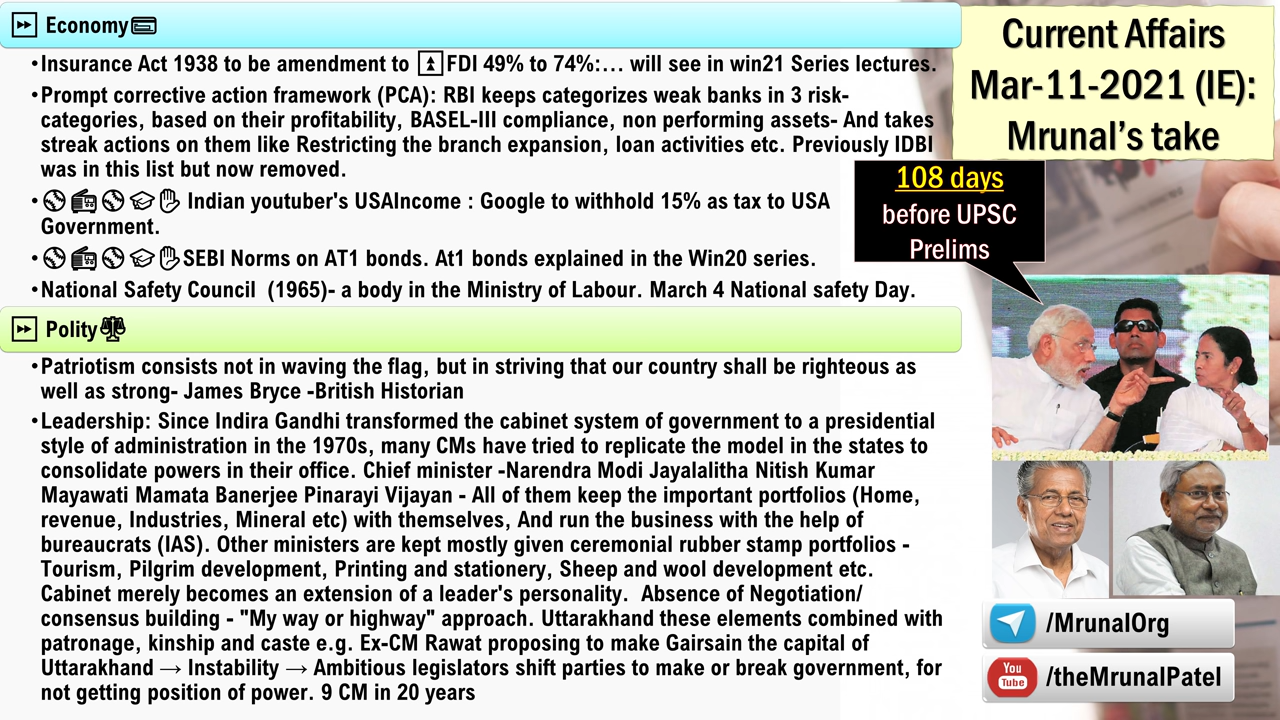 Economy
•Insurance Act 1938 to be amendment to FDI 49% to 74%:… will see in win21 Series lectures.
•Prompt corrective action framework (PCA): RBI keeps categorizes weak banks in 3 risk-
categories, based on their profitability, BASEL-III compliance, non performing assets- And takes
streak actions on them like Restricting the branch expansion, loan activities etc. Previously IDBI
was in this list but now removed.
• Indian youtuber's USAIncome : Google to withhold 15% as tax to USA
Government.
• SEBI Norms on AT1 bonds. At1 bonds explained in the Win20 series.
•National Safety Council (1965)- a body in the Ministry of Labour. March 4 National safety Day.
Polity
•Patriotism consists not in waving the flag, but in striving that our country shall be righteous as
well as strong- James Bryce -British Historian
•Leadership: Since Indira Gandhi transformed the cabinet system of government to a presidential
style of administration in the 1970s, many CMs have tried to replicate the model in the states to
consolidate powers in their office. Chief minister -Narendra Modi Jayalalitha Nitish Kumar
Mayawati Mamata Banerjee Pinarayi Vijayan - All of them keep the important portfolios (Home,
revenue, Industries, Mineral etc) with themselves, And run the business with the help of
bureaucrats (IAS). Other ministers are kept mostly given ceremonial rubber stamp portfolios -
Tourism, Pilgrim development, Printing and stationery, Sheep and wool development etc.
Cabinet merely becomes an extension of a leader's personality. Absence of Negotiation/
consensus building - "My way or highway" approach. Uttarakhand these elements combined with
patronage, kinship and caste e.g. Ex-CM Rawat proposing to make Gairsain the capital of
Uttarakhand → Instability → Ambitious legislators shift parties to make or break government, for
not getting position of power. 9 CM in 20 years
Current Affairs
Mar-11-2021 (IE):
Mrunal's take
108 days
before UPSC
Prelims
/MrunalOrg
You
Tube
/theMrunalPatel